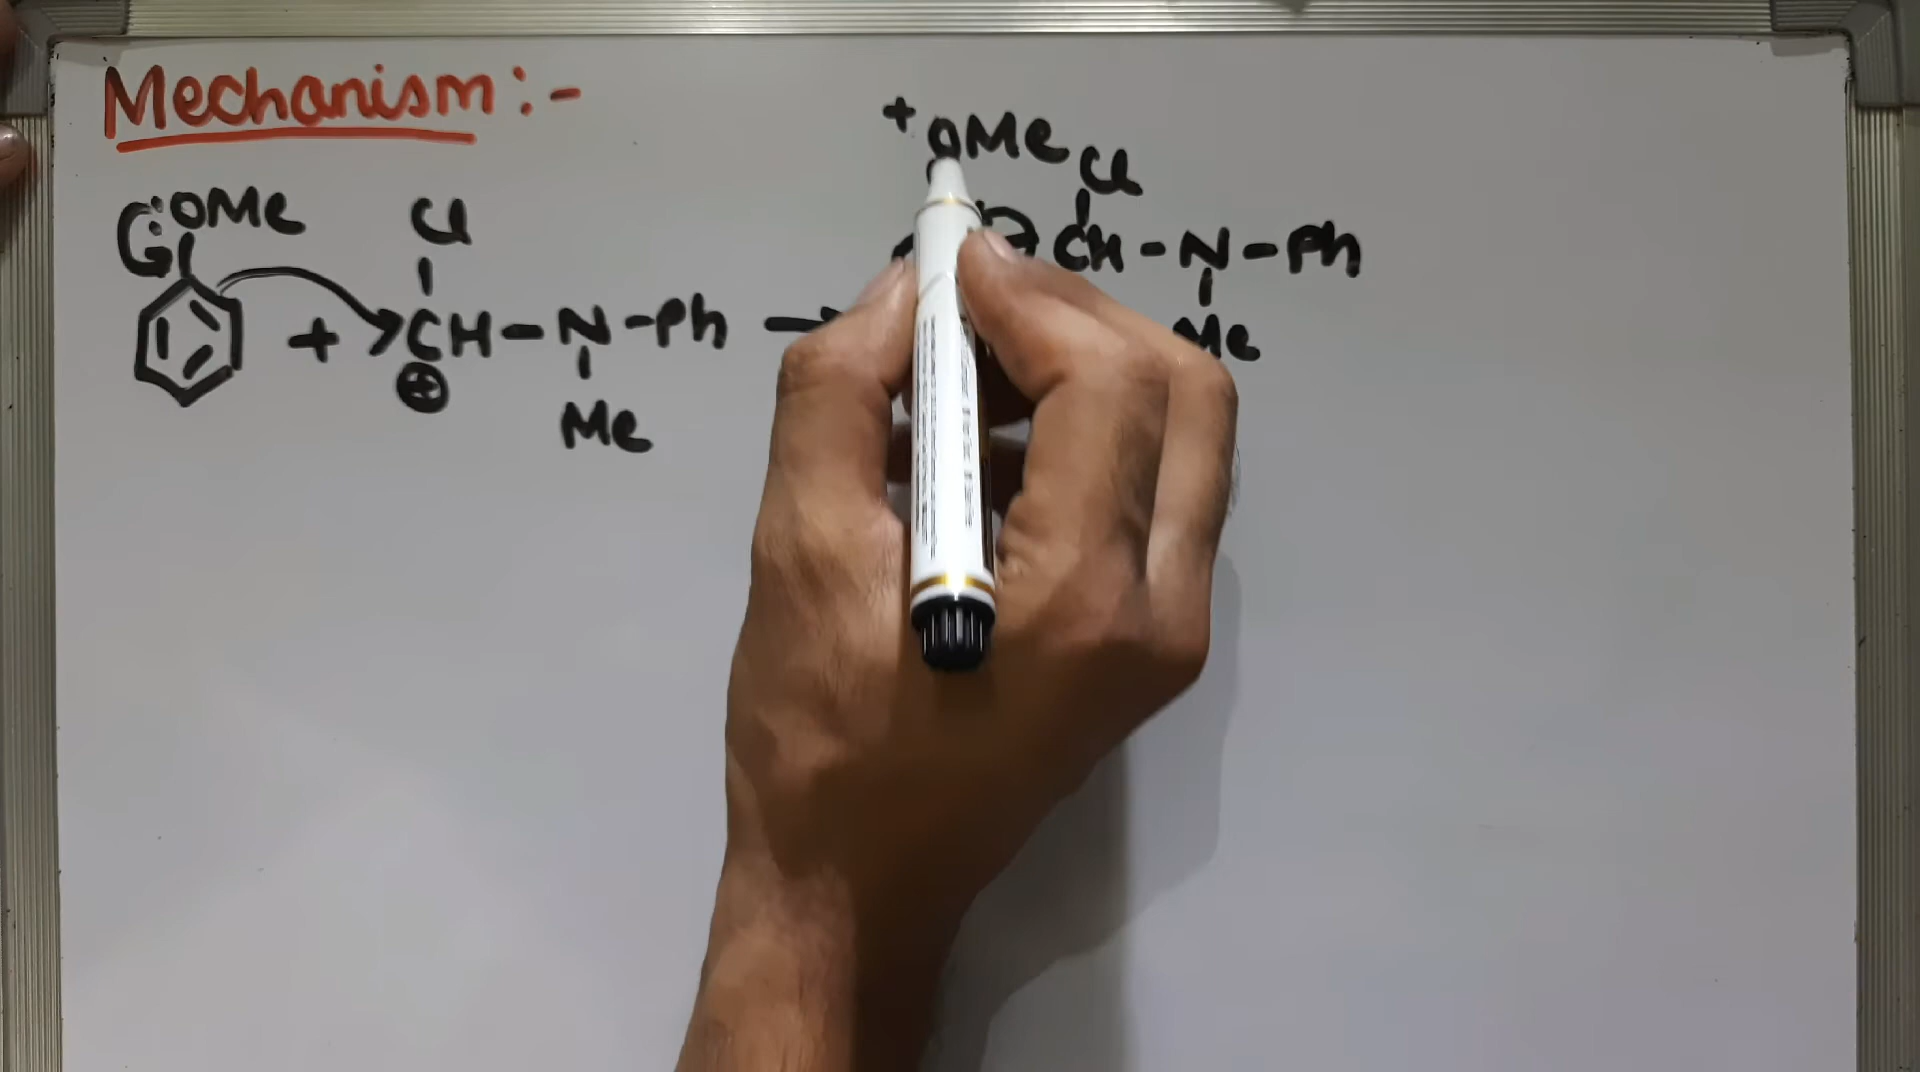 Mechanism:-
:OMe
Cl
+ CH - N - Ph →
⊕
Me
+OMe
Cl
CH - N - Ph
Me